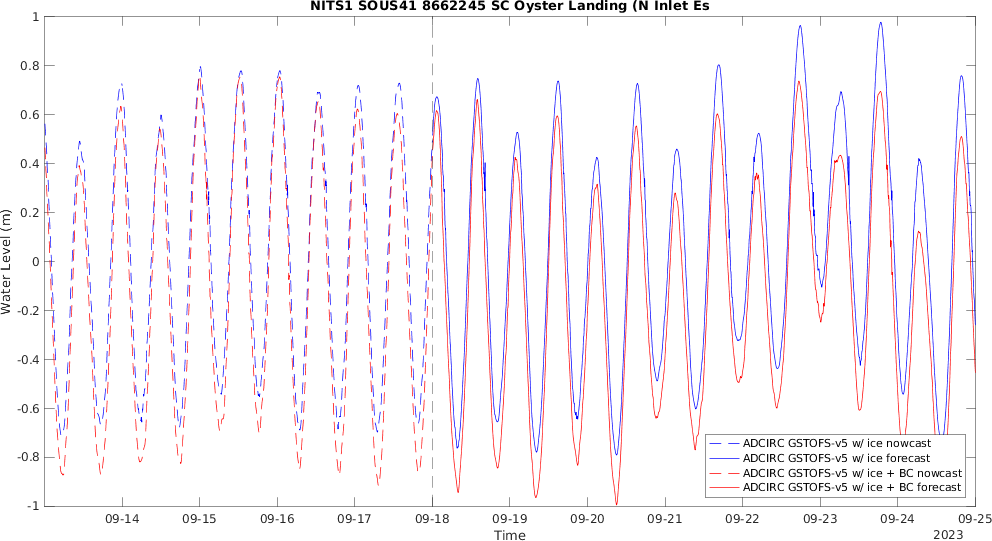 NITS1 SOUS41 8662245 SC Oyster Landing (N Inlet Es
Water Level (m)
1
0.8
0.6
0.4
0.2
0
-0.2
-0.4
-0.6
-0.8
-1
ADCIRC GSTOFS-v5 w/ ice nowcast
ADCIRC GSTOFS-v5 w/ ice forecast
ADCIRC GSTOFS-v5 w/ ice + BC nowcast
ADCIRC GSTOFS-v5 w/ ice + BC forecast
09-14 09-15 09-16 09-17 09-18 09-19 09-20 09-21 09-22 09-23 09-24 09-25
Time
2023